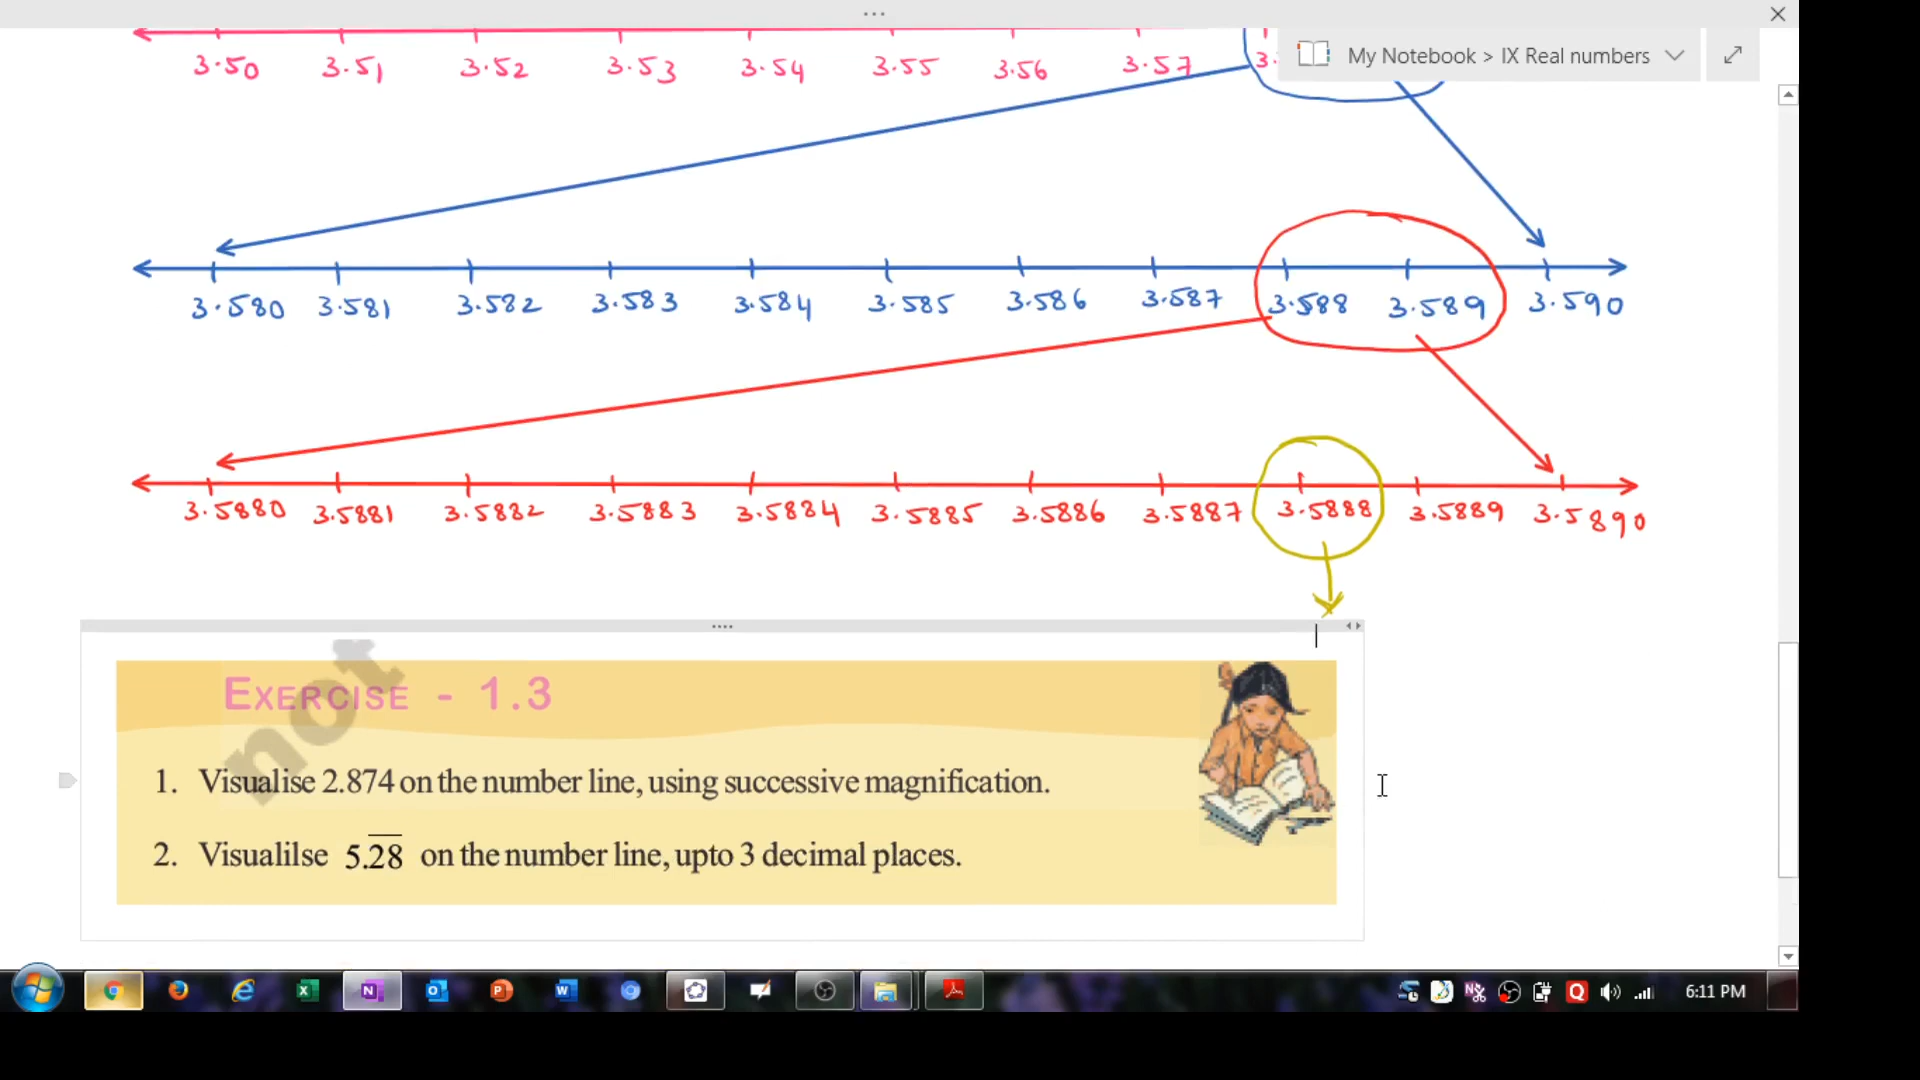 My Notebook > IX Real numbers
3.50 3.51 3.52 3.53 3.54 3.55 3.56 3.57 3.
3.580 3.581 3.582 3.583 3.584 3.585 3.586 3.587 3.588 3.589 3.590
3.5880 3.5881 3.5882 3.5883 3.5884 3.5885 3.5886 3.5887 3.5888 3.5889 3.5890
not
EXERCISE - 1.3
1. Visualise 2.874 on the number line, using successive magnification.
2. Visualilse 5.2̅8̅ on the number line, upto 3 decimal places.
6:11 PM